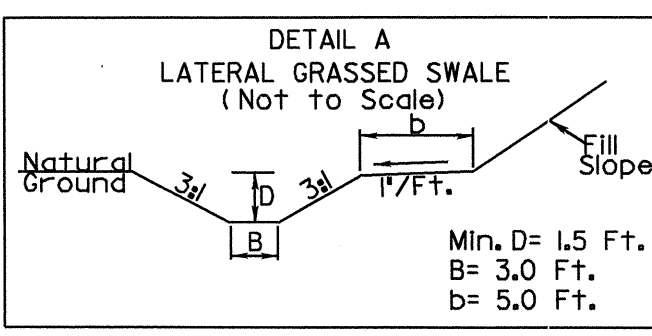 DETAIL A
LATERAL GRASSED SWALE
(Not to Scale)
b
Natural
Ground
3:1
D
3:1
1"/Ft.
Fill
Slope
B
Min. D= 1.5 Ft.
B= 3.0 Ft.
b= 5.0 Ft.